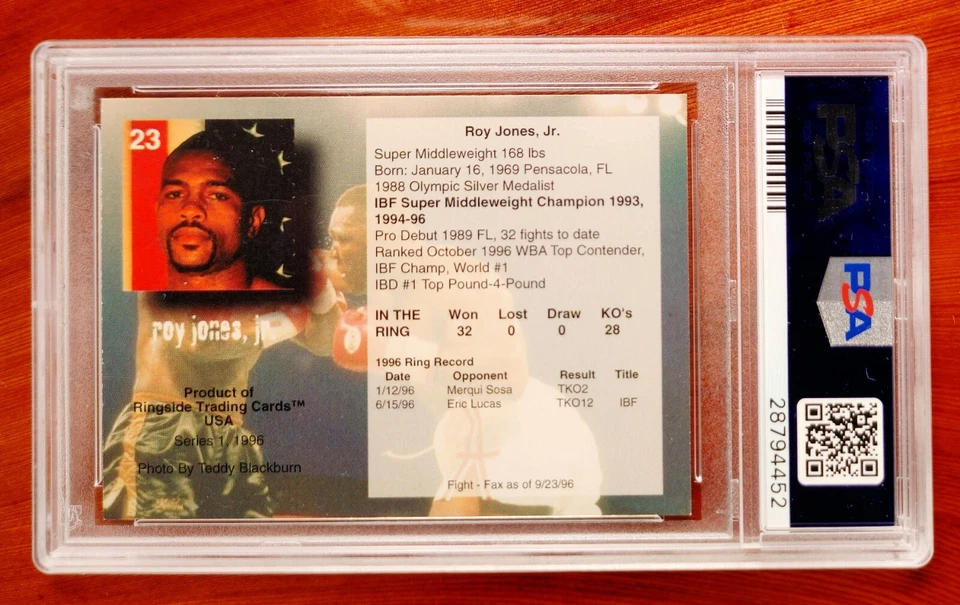 23
roy jones, jr.
Product of
Ringside Trading Cards™
USA
Series 1, 1996
Photo By Teddy Blackburn
Roy Jones, Jr.
Super Middleweight 168 lbs
Born: January 16, 1969 Pensacola, FL
1988 Olympic Silver Medalist
IBF Super Middleweight Champion 1993,
1994-96
Pro Debut 1989 FL, 32 fights to date
Ranked October 1996 WBA Top Contender,
IBF Champ, World #1
IBD #1 Top Pound-4-Pound
IN THE Won Lost Draw KO's
RING 32 0 0 28
1996 Ring Record
Date Opponent Result Title
1/12/96 Merqui Sosa TKO2
6/15/96 Eric Lucas TKO12 IBF
Fight - Fax as of 9/23/96
PSA
PSA
28794452